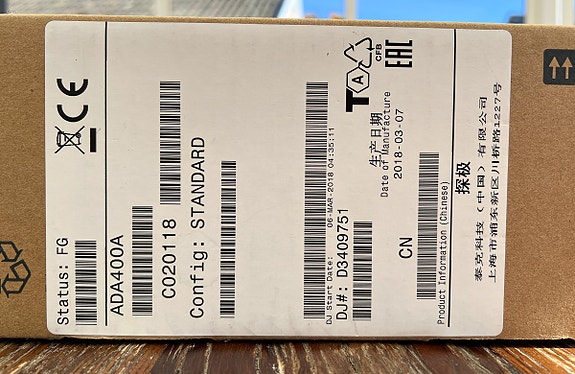 Status: FG
ADA400A
C020118
Config: STANDARD
DJ Start Date: 06-MAR-2018 04:35:11
DJ#: D3409751
CFB
EAC
生产日期
Date of Manufacture
2018-03-07
CN
Product Information (Chinese)
探极
泰克科技(中国)有限公司
上海市浦东新区川桥路1227号